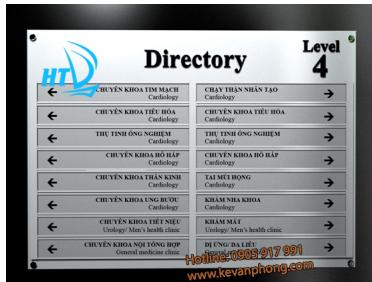 HT
Directory
Level
4
CHUYÊN KHOA TIM MẠCH
Cardiology
CHẠY THẬN NHÂN TẠO
Cardiology
CHUYÊN KHOA TIÊU HÓA
Cardiology
CHUYÊN KHOA TIÊU HÓA
Cardiology
THỤ TINH ỐNG NGHIỆM
Cardiology
THỤ TINH ỐNG NGHIỆM
Cardiology
CHUYÊN KHOA HÔ HẤP
Cardiology
CHUYÊN KHOA HÔ HẤP
Cardiology
CHUYÊN KHOA THẦN KINH
Cardiology
TAI MŨI HỌNG
Cardiology
CHUYÊN KHOA UNG BƯỚU
Cardiology
KHÁM NHA KHOA
Cardiology
CHUYÊN KHOA TIẾT NIỆU
Urology/ Men's health clinic
KHÁM MẮT
Urology/ Men's health clinic
CHUYÊN KHOA NỘI TỔNG HỢP
General medicine clinic
DỊ ỨNG/ DA LIỄU
Hotline: 0905 917 991
www.kevanphong.com